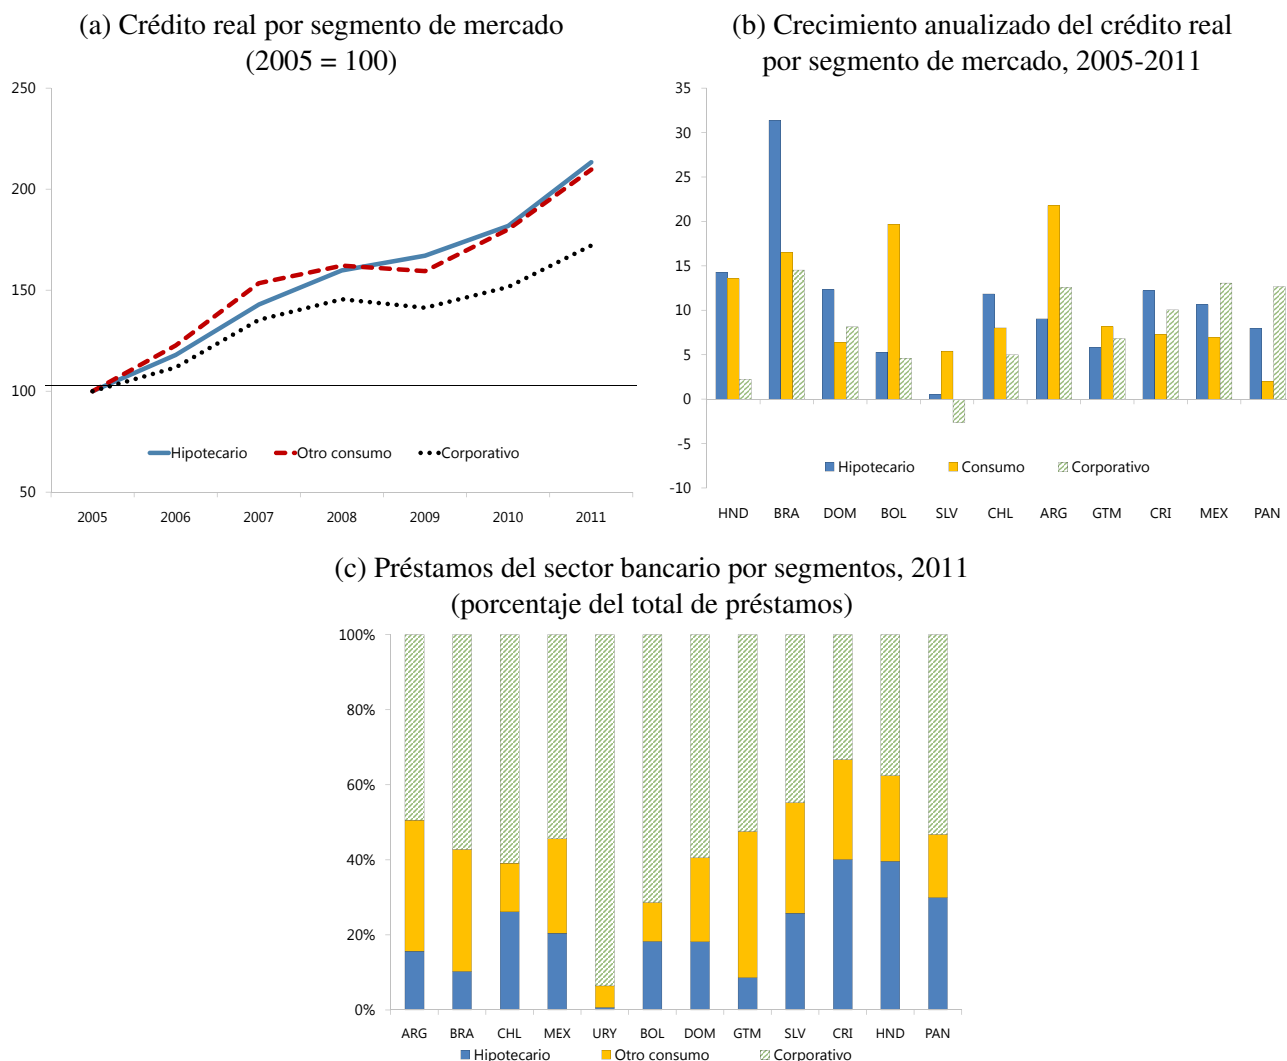 (a) Crédito real por segmento de mercado
(2005 = 100)
250
200
150
100
50
Hipotecario Otro consumo Corporativo
2005 2006 2007 2008 2009 2010 2011
(b) Crecimiento anualizado del crédito real
por segmento de mercado, 2005-2011
35
30
25
20
15
10
5
0
-5
-10
Hipotecario Consumo Corporativo
HND BRA DOM BOL SLV CHL ARG GTM CRI MEX PAN
(c) Préstamos del sector bancario por segmentos, 2011
(porcentaje del total de préstamos)
100%
80%
60%
40%
20%
0%
ARG BRA CHL MEX URY BOL DOM GTM SLV CRI HND PAN
Hipotecario Otro consumo Corporativo